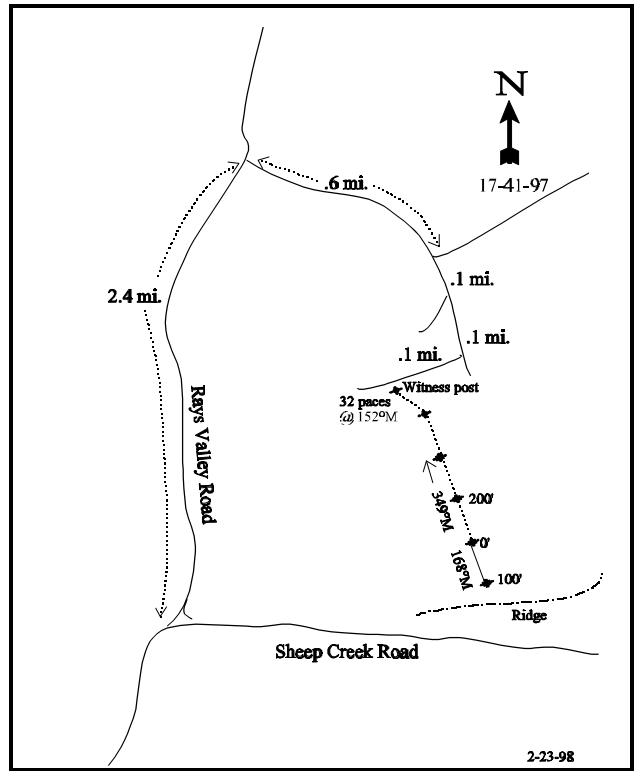 N
17-41-97
.6 mi.
2.4 mi.
.1 mi.
.1 mi.
.1 mi.
Witness post
32 paces
@ 152ºM
Rays Valley Road
349ºM
200'
0'
168ºM
100'
Ridge
Sheep Creek Road
2-23-98